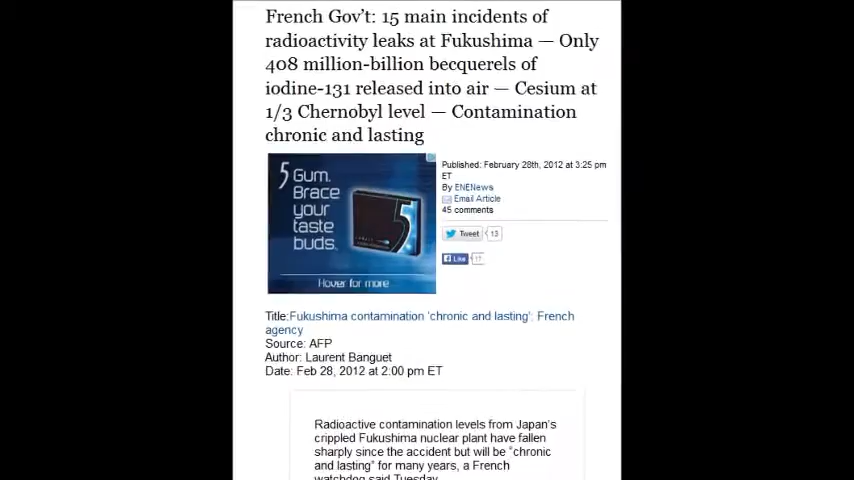 French Gov't: 15 main incidents of
radioactivity leaks at Fukushima — Only
408 million-billion becquerels of
iodine-131 released into air — Cesium at
1/3 Chernobyl level — Contamination
chronic and lasting
5 Gum.
Brace
your
taste
buds.
5
Hover for more
Published: February 28th, 2012 at 3:25 pm
ET
By ENENews
Email Article
45 comments
Tweet 13
Like
Title:Fukushima contamination 'chronic and lasting': French
agency
Source: AFP
Author: Laurent Banguet
Date: Feb 28, 2012 at 2:00 pm ET
Radioactive contamination levels from Japan's
crippled Fukushima nuclear plant have fallen
sharply since the accident but will be "chronic
and lasting" for many years, a French
watchdog said Tuesday